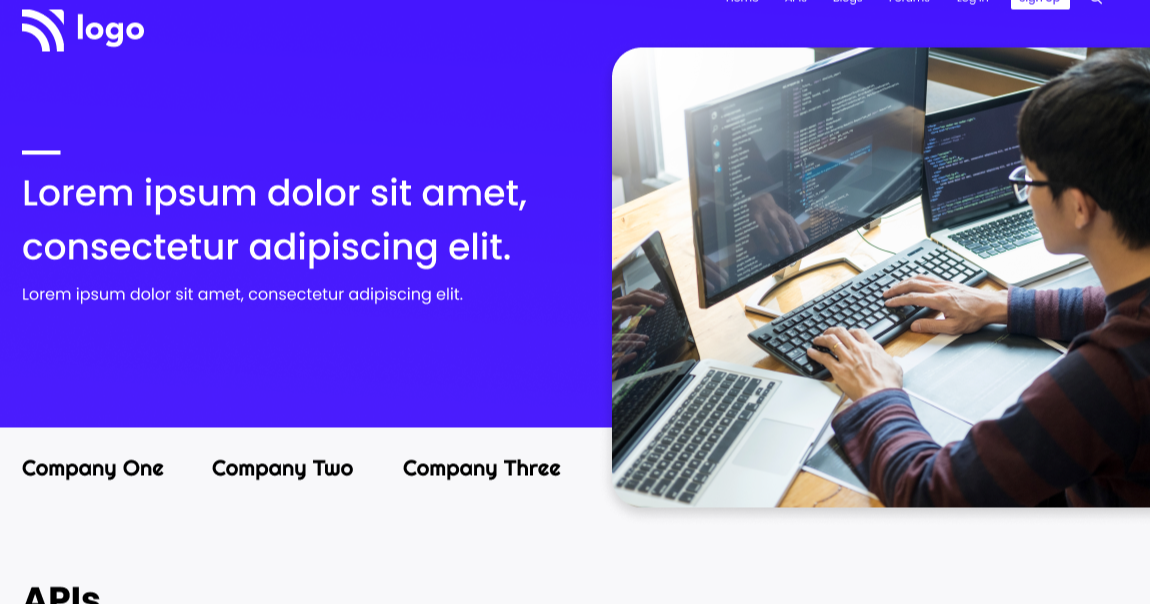 Home APIs Blogs Forums Log in Sign Up
logo
Lorem ipsum dolor sit amet,
consectetur adipiscing elit.
Lorem ipsum dolor sit amet, consectetur adipiscing elit.
Company One Company Two Company Three
APIs